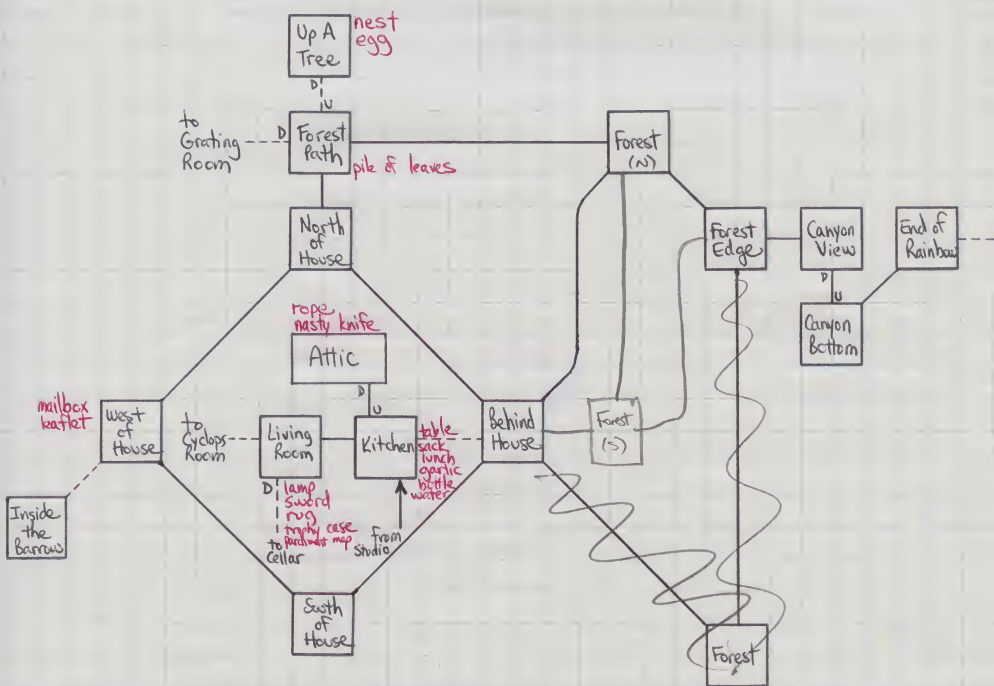 Up A
Tree
nest
egg
D
U
to
Grating
Room
D
Forest
Path
pile of leaves
Forest
(N)
North
of
House
Forest
Edge
Canyon
View
End of
Rainbow
D
U
Canyon
Bottom
rope
nasty knife
Attic
D
U
mailbox
leaflet
West
of
House
to
Cyclops
Room
Living
Room
Kitchen
table
sack
lunch
garlic
bottle
water
Behind
House
Forest
(S)
D
lamp
sword
rug
trophy case
parchment map
to
Cellar
from
Studio
Inside
the
Barrow
South
of
House
Forest